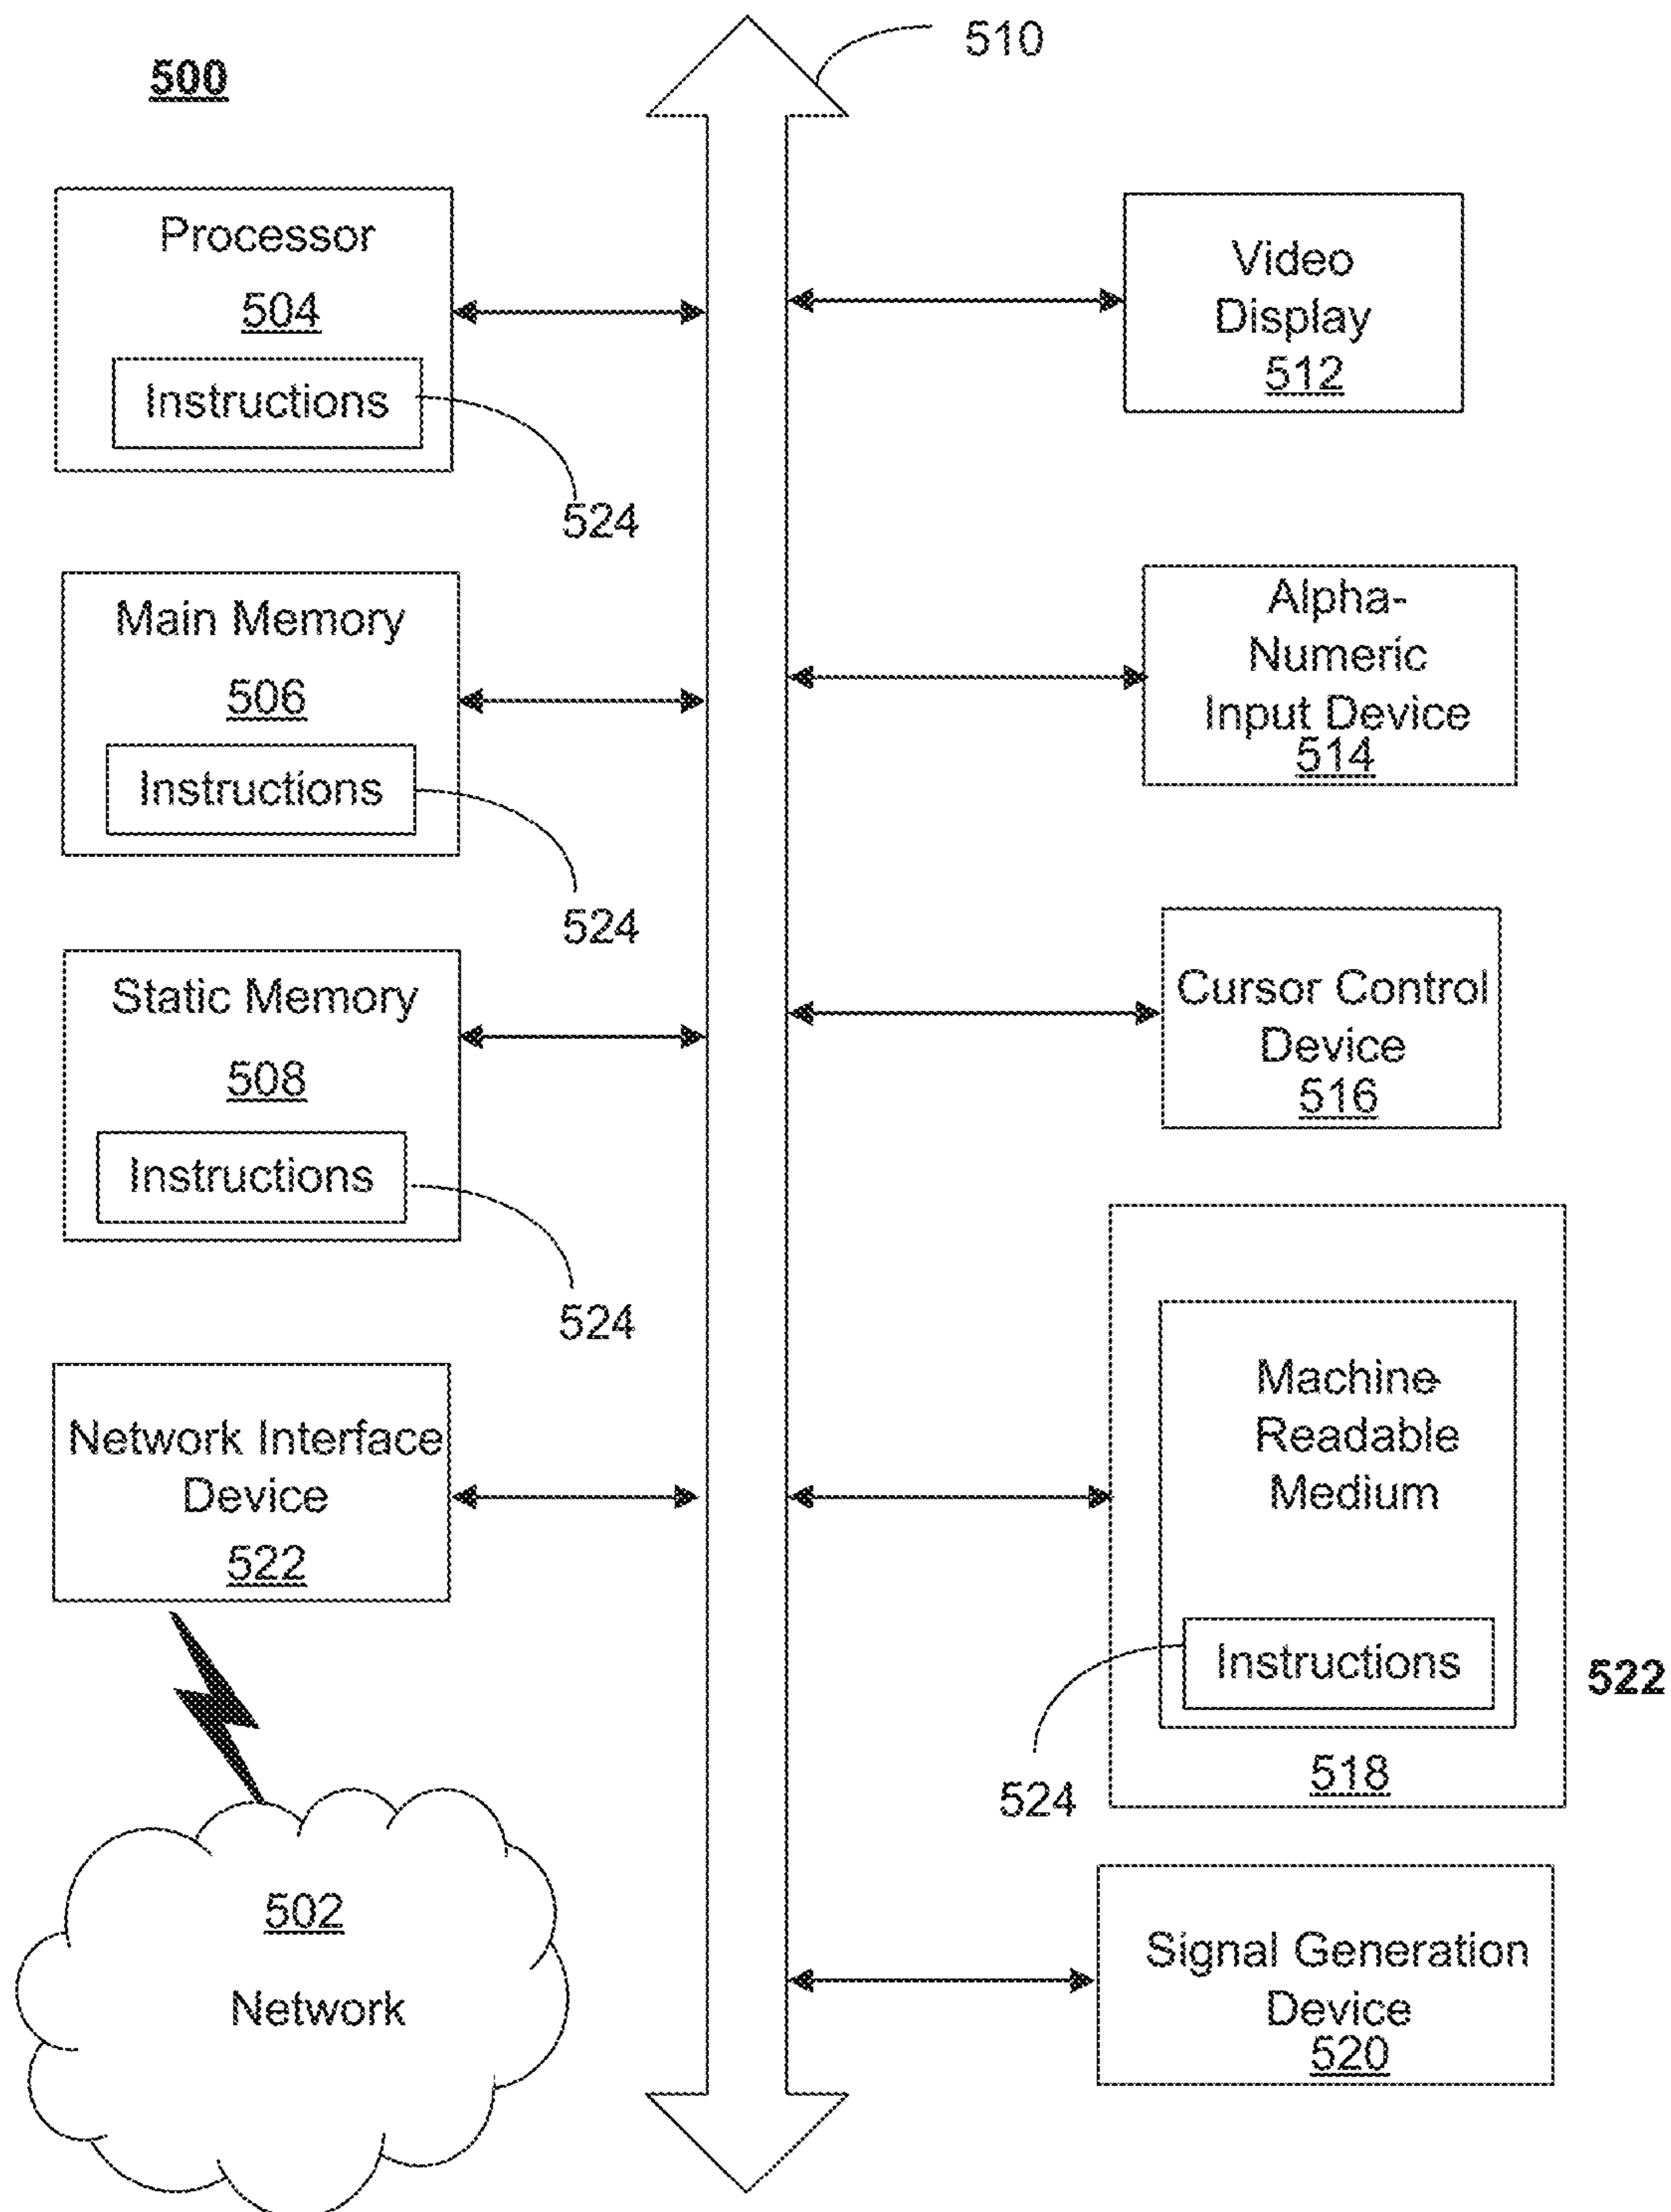 500
510
Processor
504
Instructions
524
Main Memory
506
Instructions
524
Static Memory
508
Instructions
524
Network Interface
Device
522
502
Network
Video
Display
512
Alpha-
Numeric
Input Device
514
Cursor Control
Device
516
Machine-
Readable
Medium
Instructions
522
524
518
Signal Generation
Device
520